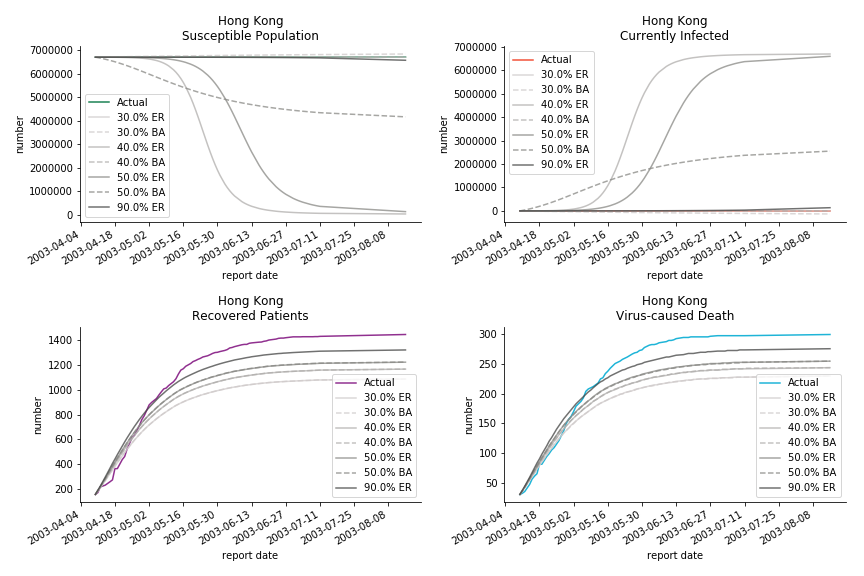 Hong Kong
Susceptible Population
7000000
6000000
5000000
4000000
3000000
2000000
1000000
0
number
Actual
30.0% ER
30.0% BA
40.0% ER
40.0% BA
50.0% ER
50.0% BA
90.0% ER
2003-04-04
2003-04-18
2003-05-02
2003-05-16
2003-05-30
2003-06-13
2003-06-27
2003-07-11
2003-07-25
2003-08-08
report date
Hong Kong
Currently Infected
7000000
6000000
5000000
4000000
3000000
2000000
1000000
0
number
Actual
30.0% ER
30.0% BA
40.0% ER
40.0% BA
50.0% ER
50.0% BA
90.0% ER
2003-04-04
2003-04-18
2003-05-02
2003-05-16
2003-05-30
2003-06-13
2003-06-27
2003-07-11
2003-07-25
2003-08-08
report date
Hong Kong
Recovered Patients
1400
1200
1000
800
600
400
200
number
Actual
30.0% ER
30.0% BA
40.0% ER
40.0% BA
50.0% ER
50.0% BA
90.0% ER
2003-04-04
2003-04-18
2003-05-02
2003-05-16
2003-05-30
2003-06-13
2003-06-27
2003-07-11
2003-07-25
2003-08-08
report date
Hong Kong
Virus-caused Death
300
250
200
150
100
50
number
Actual
30.0% ER
30.0% BA
40.0% ER
40.0% BA
50.0% ER
50.0% BA
90.0% ER
2003-04-04
2003-04-18
2003-05-02
2003-05-16
2003-05-30
2003-06-13
2003-06-27
2003-07-11
2003-07-25
2003-08-08
report date